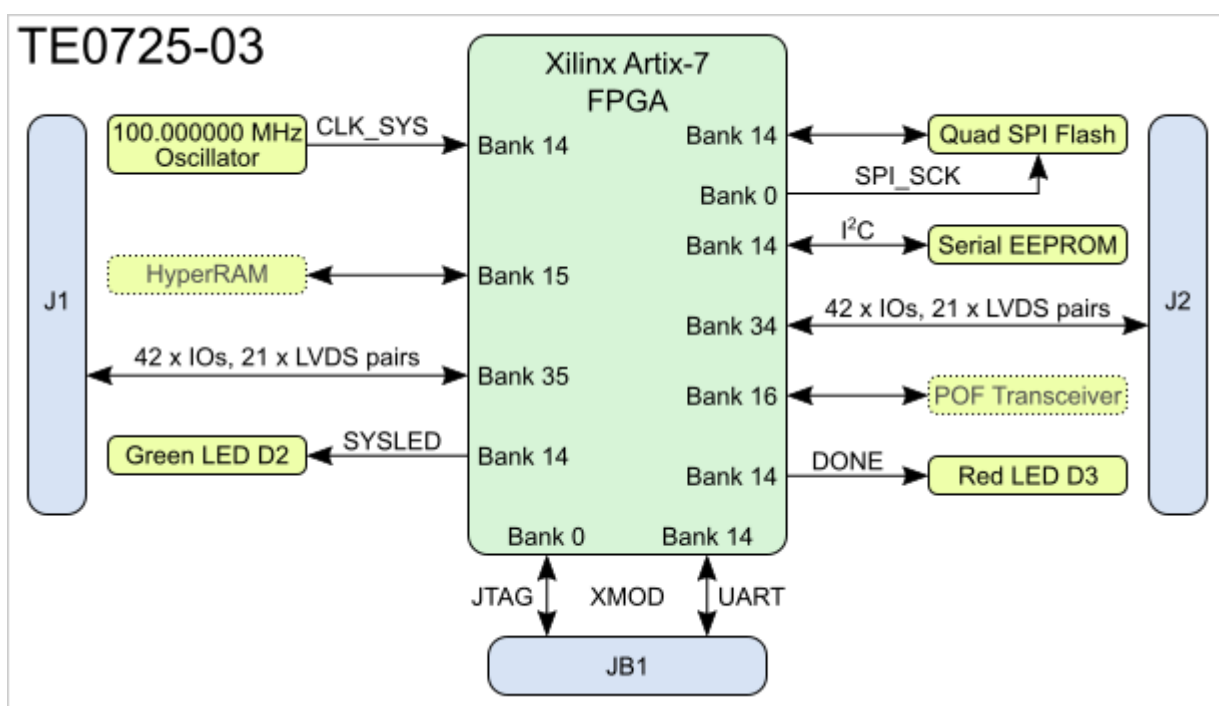 TE0725-03
Xilinx Artix-7
FPGA
J1
100.000000 MHz
Oscillator
CLK_SYS
Bank 14
HyperRAM
Bank 15
42 x IOs, 21 x LVDS pairs
Bank 35
Green LED D2
SYSLED
Bank 14
Bank 14
Quad SPI Flash
Bank 0
SPI_SCK
Bank 14
I²C
Serial EEPROM
Bank 34
42 x IOs, 21 x LVDS pairs
J2
Bank 16
POF Transceiver
Bank 14
DONE
Red LED D3
Bank 0
Bank 14
JTAG
XMOD
UART
JB1